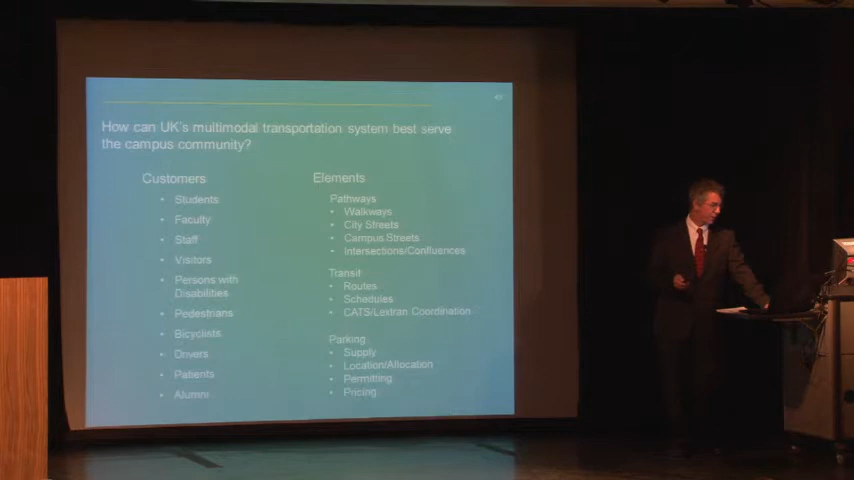 How can UK's multimodal transportation system best serve
the campus community?
Customers
• Students
• Faculty
• Staff
• Visitors
• Persons with
Disabilities
• Pedestrians
• Bicyclists
• Drivers
• Patients
• Alumni
Elements
Pathways
• Walkways
• City Streets
• Campus Streets
• Intersections/Confluences
Transit
• Routes
• Schedules
• CATS/Lextran Coordination
Parking
• Supply
• Location/Allocation
• Permitting
• Pricing